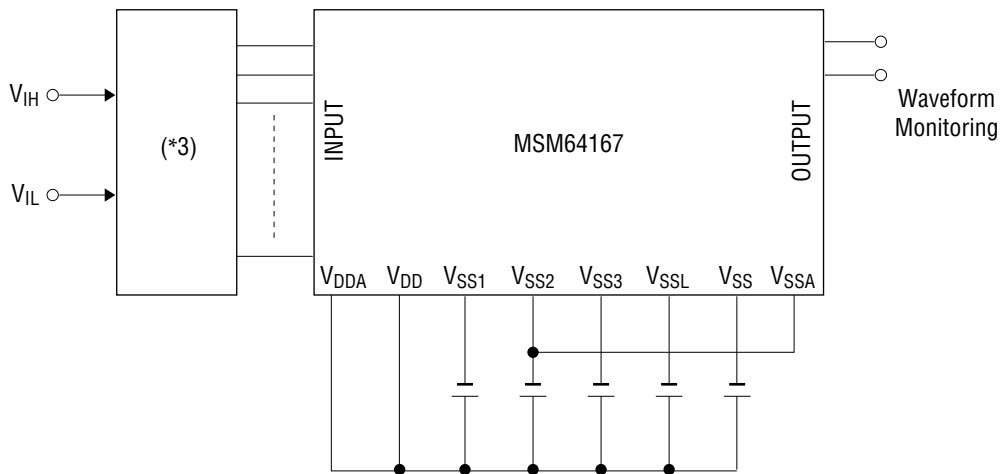 V_IH
V_IL
(*3)
INPUT
MSM64167
OUTPUT
Waveform
Monitoring
V_DDA V_DD V_SS1 V_SS2 V_SS3 V_SSL V_SS V_SSA